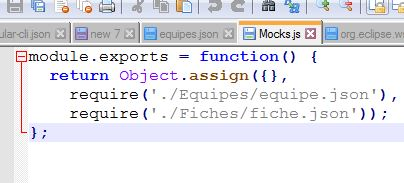 ular-cli.json new 7 equipes.json Mocks.js org.eclipse.w
module.exports = function() {
return Object.assign({},
require('./Equipes/equipe.json'),
require('./Fiches/fiche.json'));
};